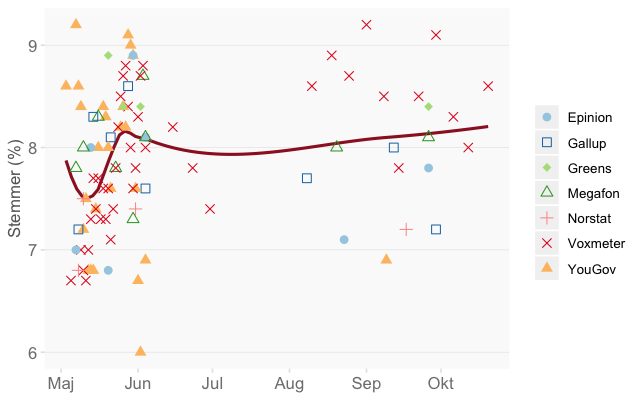 Stemmer (%)
9
8
7
6
Maj Jun Jul Aug Sep Okt
Epinion
Gallup
Greens
Megafon
Norstat
Voxmeter
YouGov